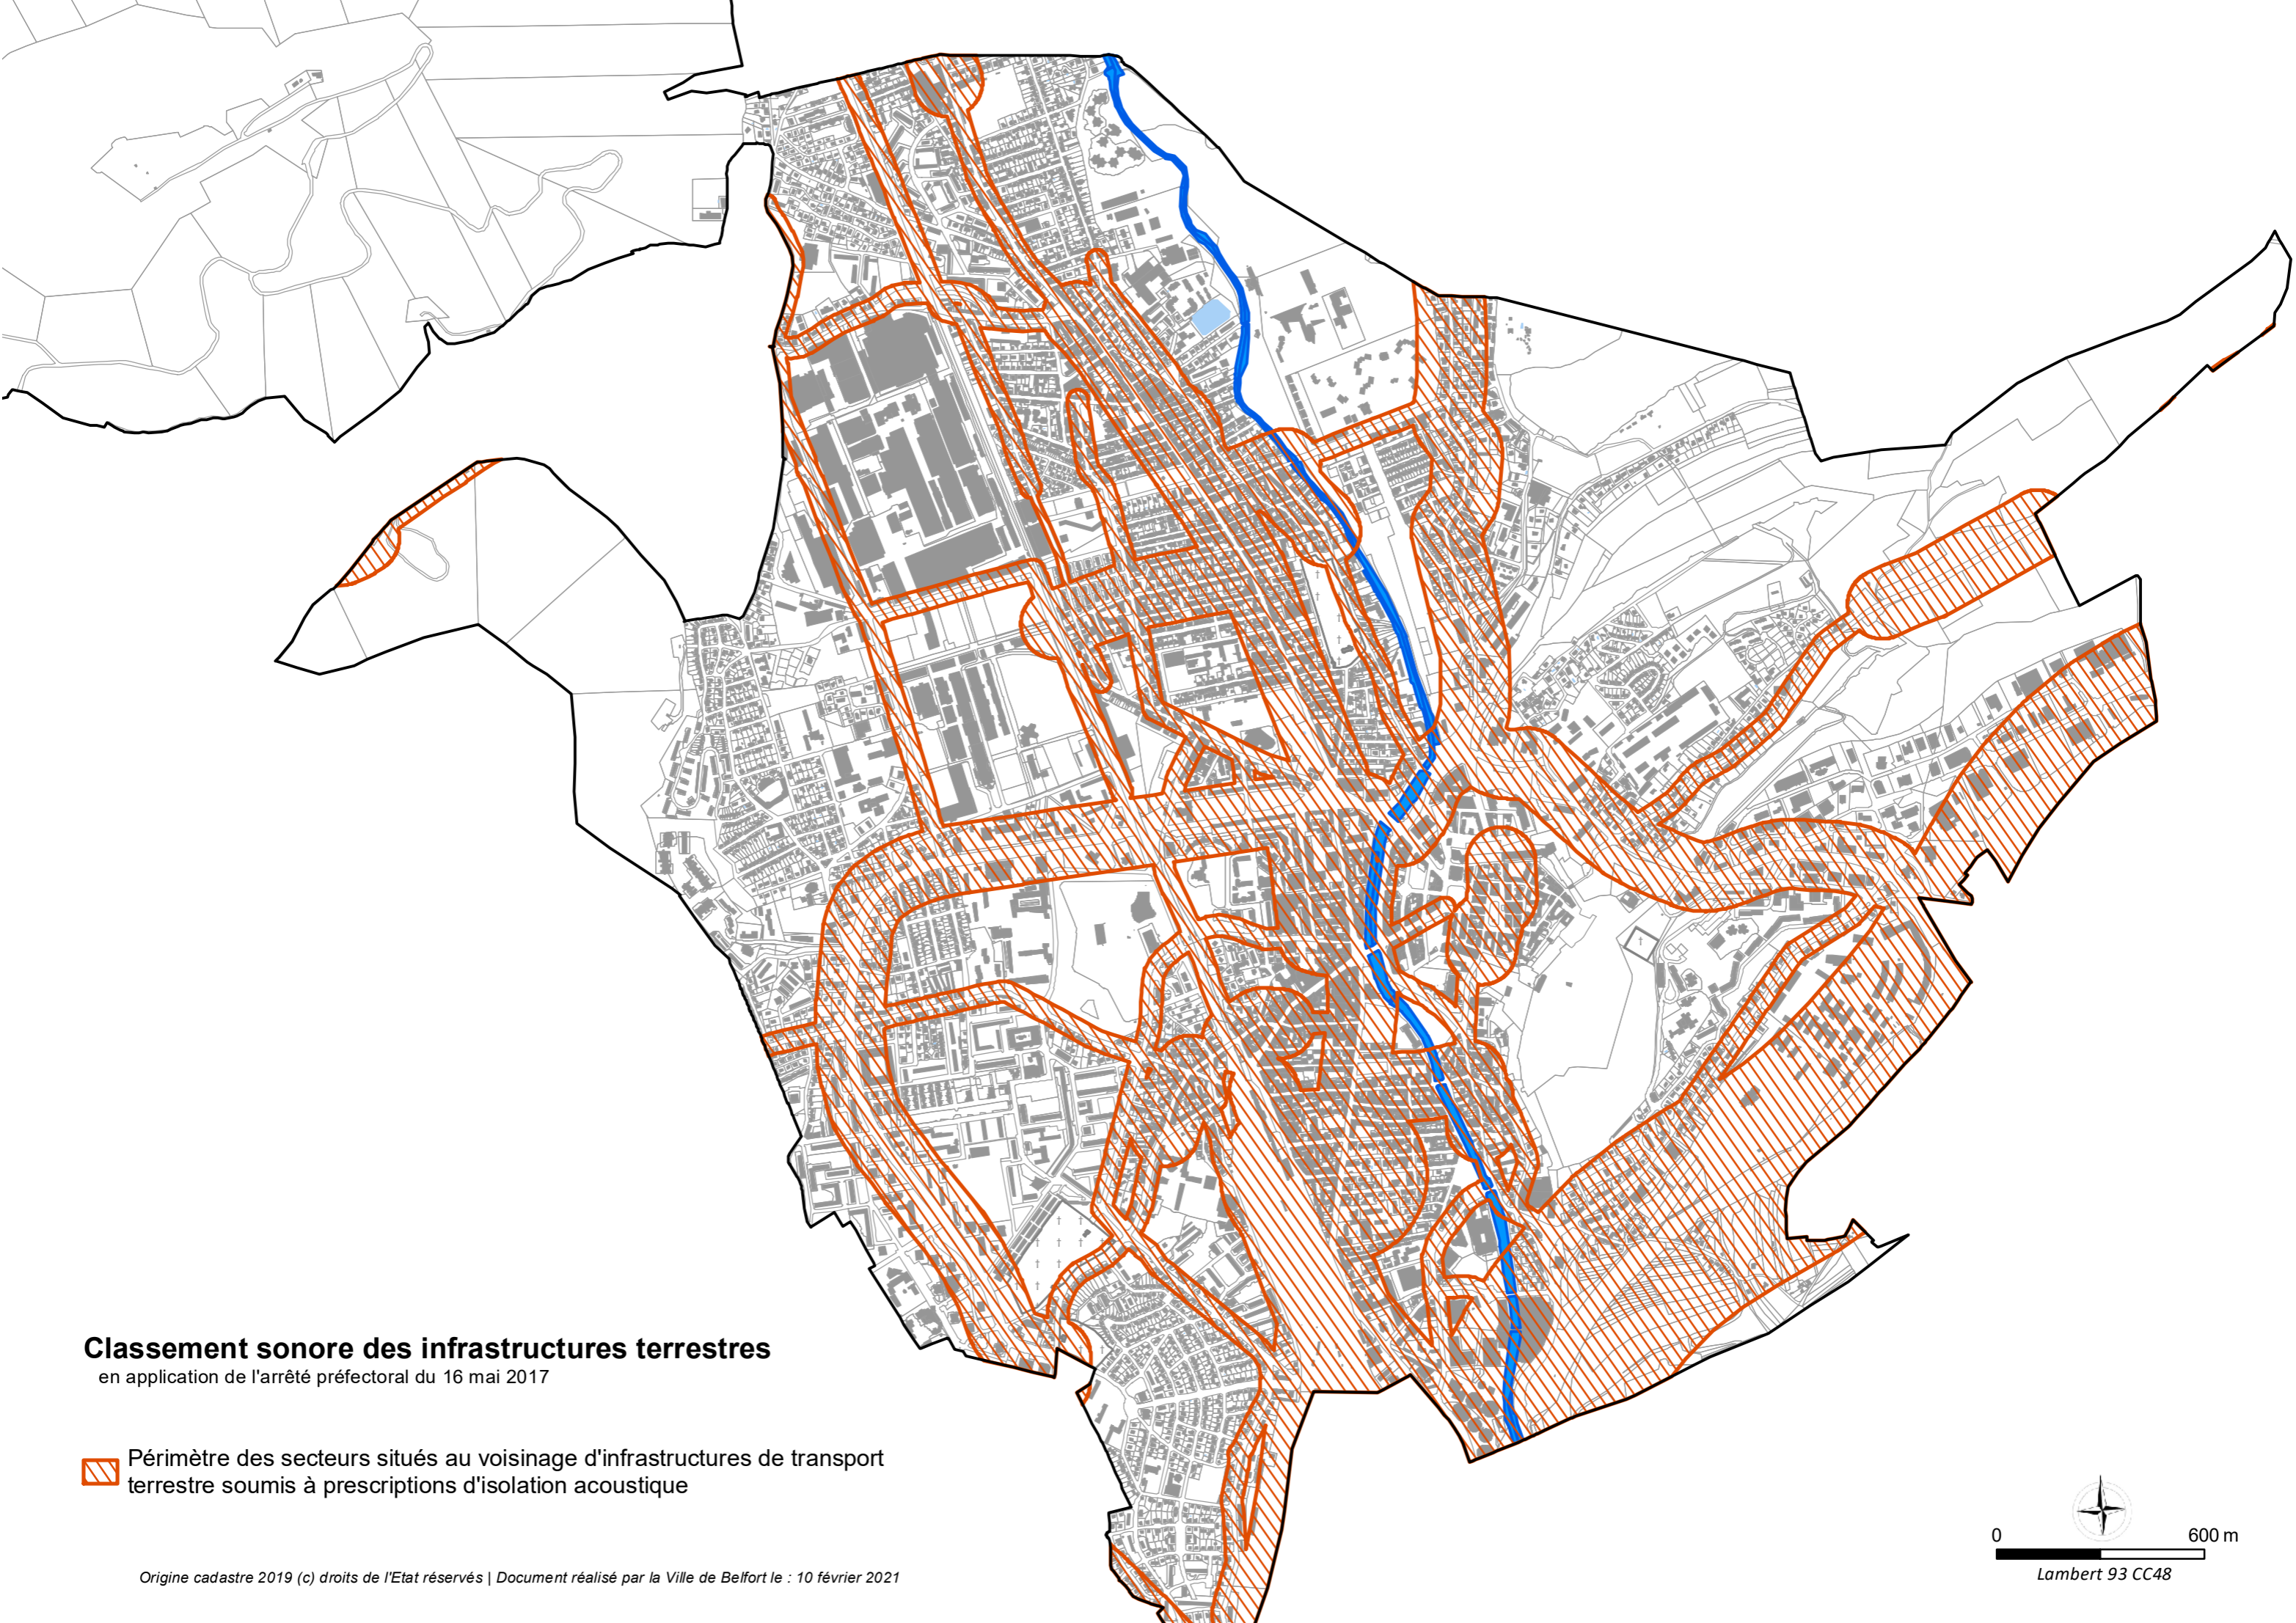 Classement sonore des infrastructures terrestres
en application de l'arrêté préfectoral du 16 mai 2017
Périmètre des secteurs situés au voisinage d'infrastructures de transport
terrestre soumis à prescriptions d'isolation acoustique
Origine cadastre 2019 (c) droits de l'Etat réservés | Document réalisé par la Ville de Belfort le : 10 février 2021
0 600 m
Lambert 93 CC48